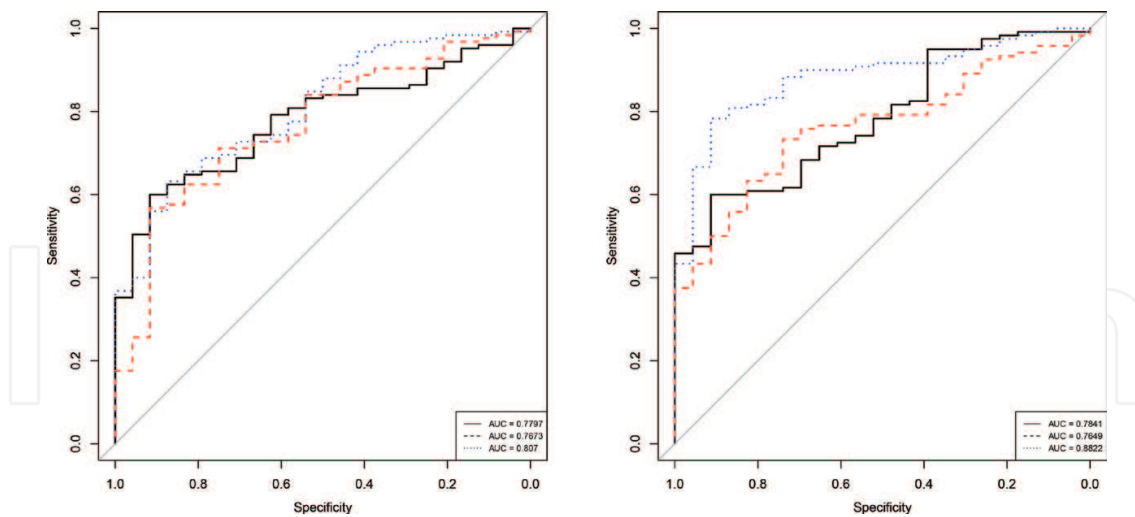 1.0
0.8
0.6
0.4
0.2
0.0
Sensitivity
AUC = 0.7797
AUC = 0.7673
AUC = 0.807
1.0 0.8 0.6 0.4 0.2 0.0
Specificity
1.0
0.8
0.6
0.4
0.2
0.0
Sensitivity
AUC = 0.7841
AUC = 0.7649
AUC = 0.8822
1.0 0.8 0.6 0.4 0.2 0.0
Specificity